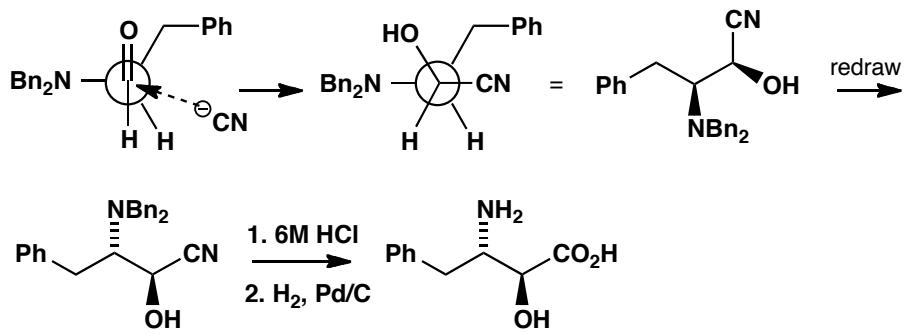 O Ph HO Ph CN
Bn2N Bn2N CN = Ph OH redraw
⊖CN
H H H H NBn2
NBn2 NH2
Ph CN 1. 6M HCl Ph CO2H
2. H2, Pd/C
OH OH